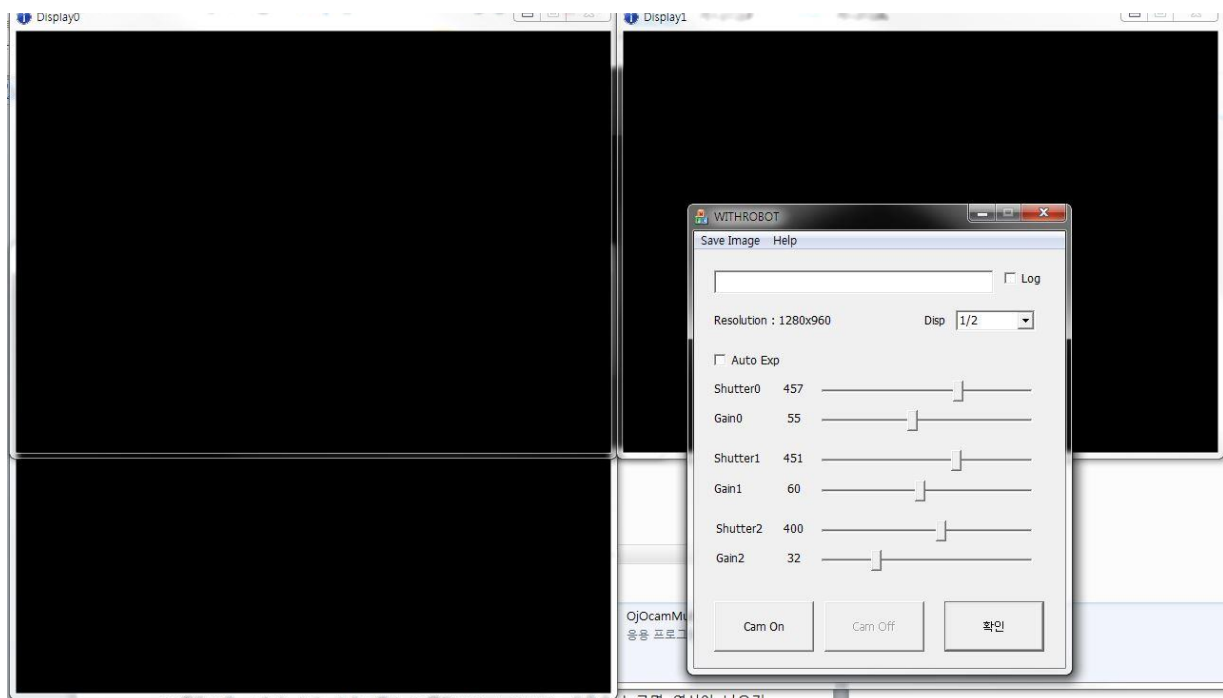 Display0
Display1
WITHROBOT
Save Image Help
Log
Resolution : 1280x960 Disp 1/2
Auto Exp
Shutter0 457
Gain0 55
Shutter1 451
Gain1 60
Shutter2 400
Gain2 32
Cam On Cam Off 확인
OjOcamMu
응용 프로그